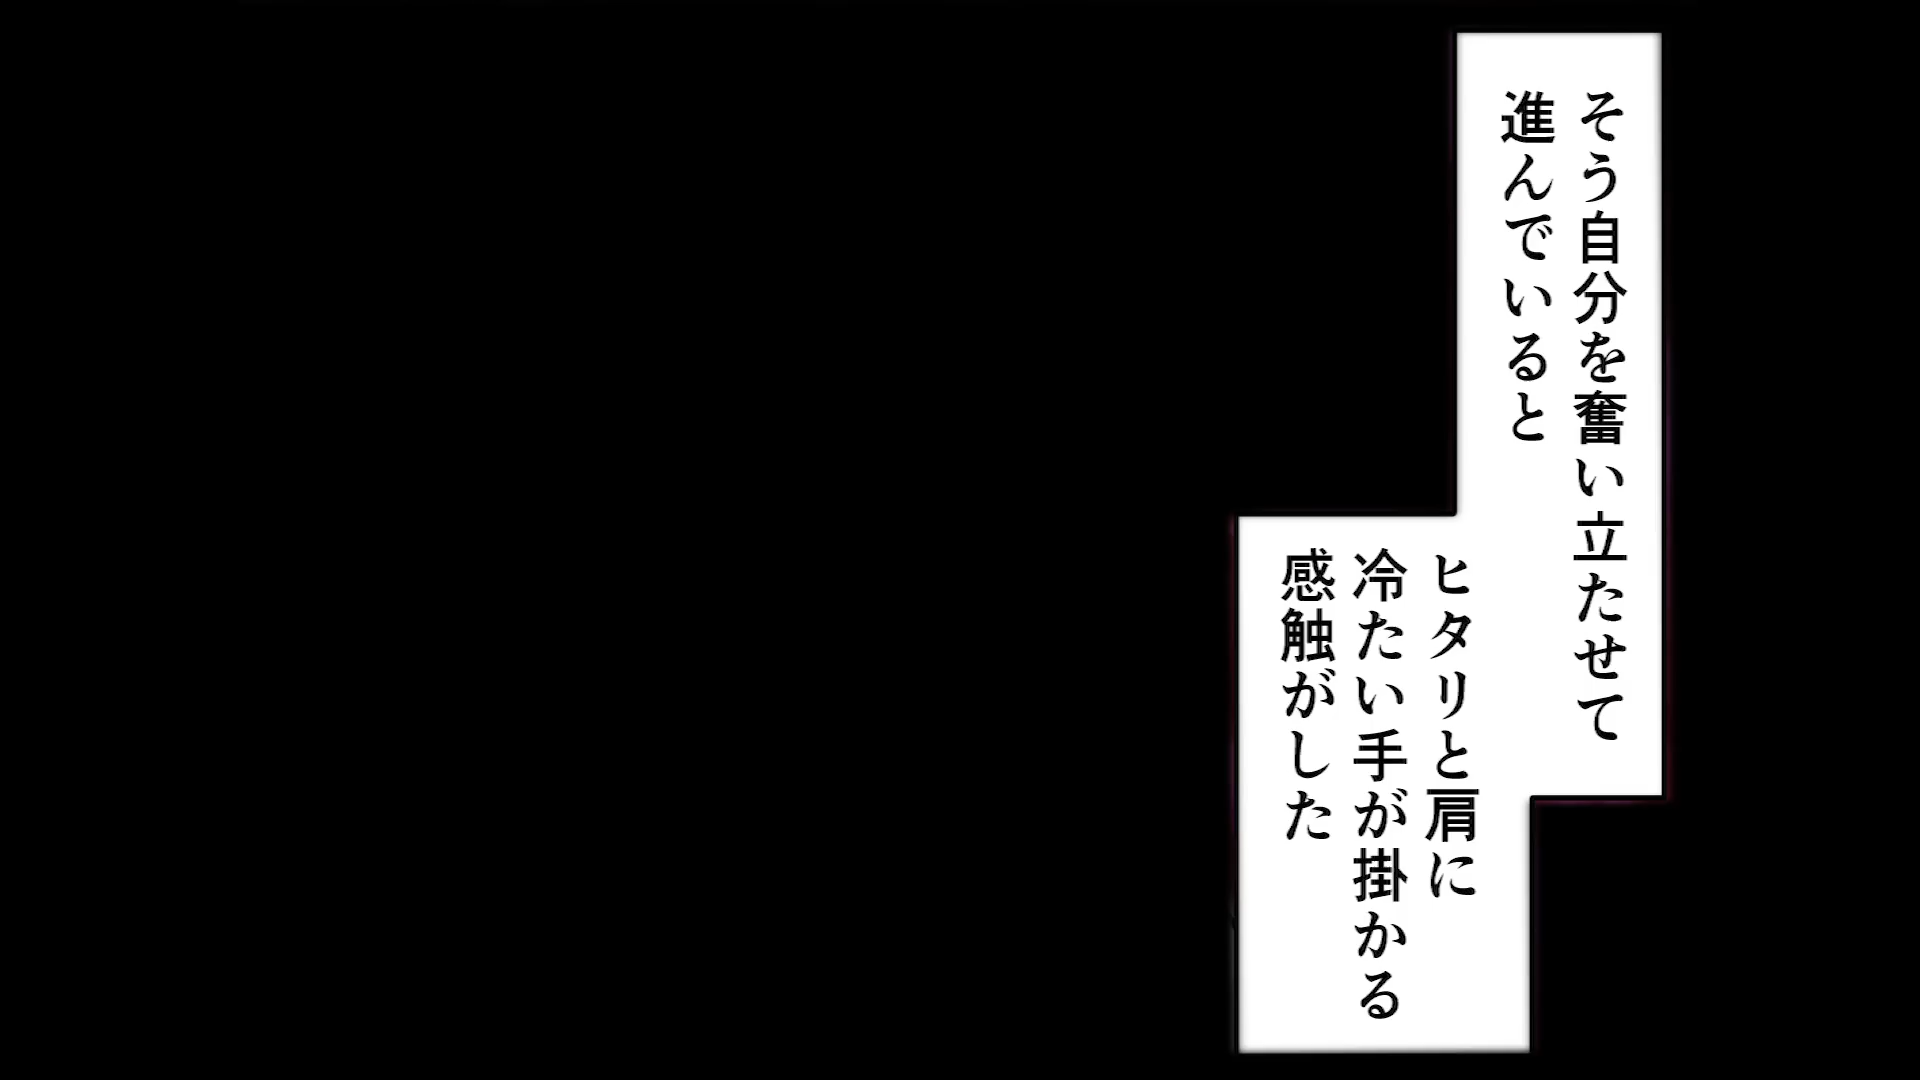 そう自分を奮い立たせて
進んでいると
ヒタリと肩に
冷たい手が掛かる
感触がした